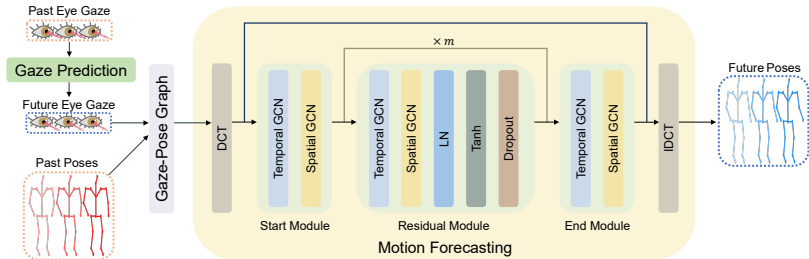 Past Eye Gaze
Gaze Prediction
Future Eye Gaze
Past Poses
Gaze-Pose Graph
DCT
Temporal GCN
Spatial GCN
Start Module
× m
Temporal GCN
Spatial GCN
LN
Tanh
Dropout
Residual Module
Temporal GCN
Spatial GCN
End Module
IDCT
Motion Forecasting
Future Poses